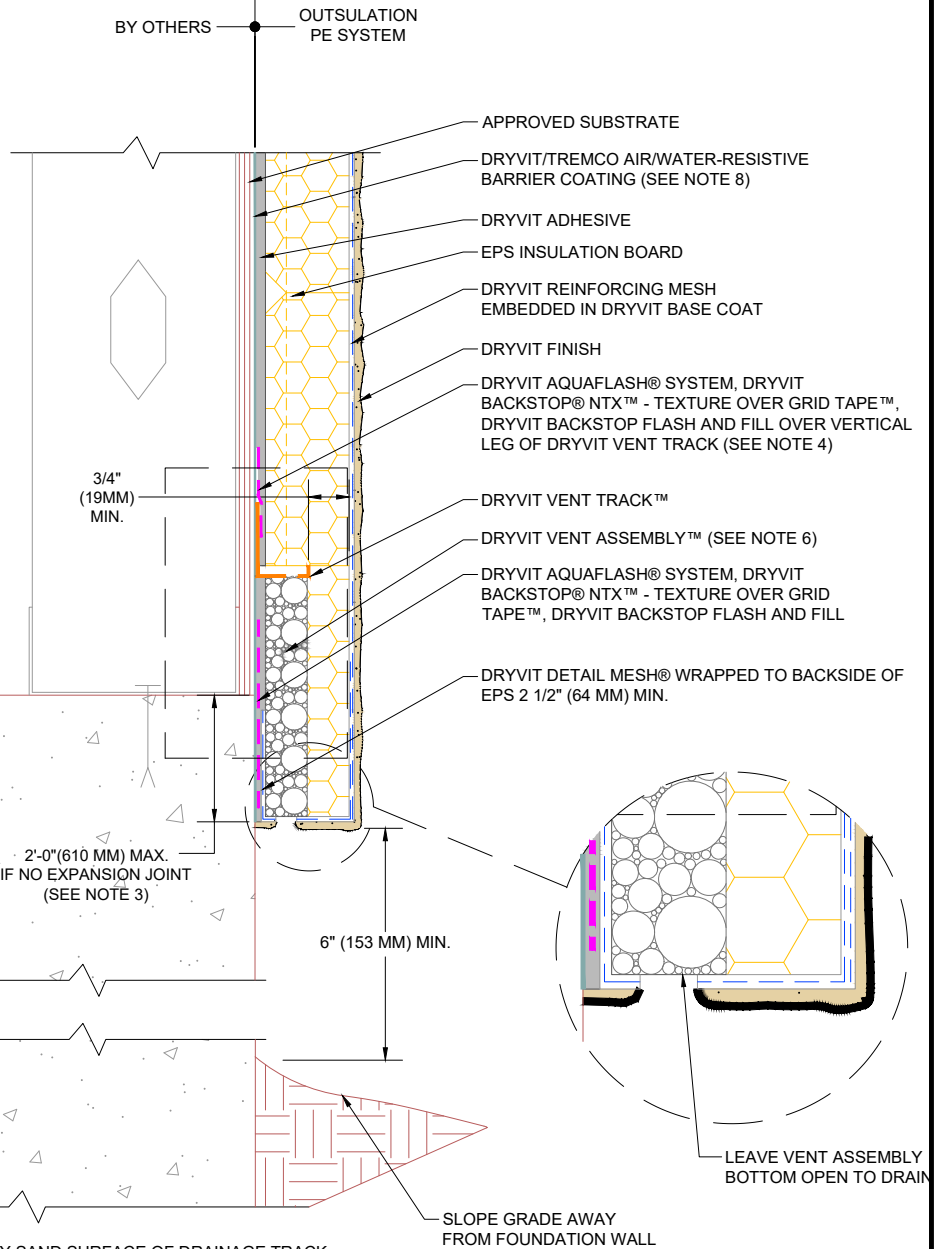 BY OTHERS
OUTSULATION
PE SYSTEM
APPROVED SUBSTRATE
DRYVIT/TREMCO AIR/WATER-RESISTIVE
BARRIER COATING (SEE NOTE 8)
DRYVIT ADHESIVE
EPS INSULATION BOARD
DRYVIT REINFORCING MESH
EMBEDDED IN DRYVIT BASE COAT
DRYVIT FINISH
DRYVIT AQUAFLASH® SYSTEM, DRYVIT
BACKSTOP® NTX™ - TEXTURE OVER GRID TAPE™,
DRYVIT BACKSTOP FLASH AND FILL OVER VERTICAL
LEG OF DRYVIT VENT TRACK (SEE NOTE 4)
3/4"
(19MM)
MIN.
DRYVIT VENT TRACK™
DRYVIT VENT ASSEMBLY™ (SEE NOTE 6)
DRYVIT AQUAFLASH® SYSTEM, DRYVIT
BACKSTOP® NTX™ - TEXTURE OVER GRID
TAPE™, DRYVIT BACKSTOP FLASH AND FILL
DRYVIT DETAIL MESH® WRAPPED TO BACKSIDE OF
EPS 2 1/2" (64 MM) MIN.
2'-0"(610 MM) MAX.
IF NO EXPANSION JOINT
(SEE NOTE 3)
6" (153 MM) MIN.
LEAVE VENT ASSEMBLY
BOTTOM OPEN TO DRAIN
SLOPE GRADE AWAY
FROM FOUNDATION WALL
SAND SURFACE OF DRAINAGE TRACK